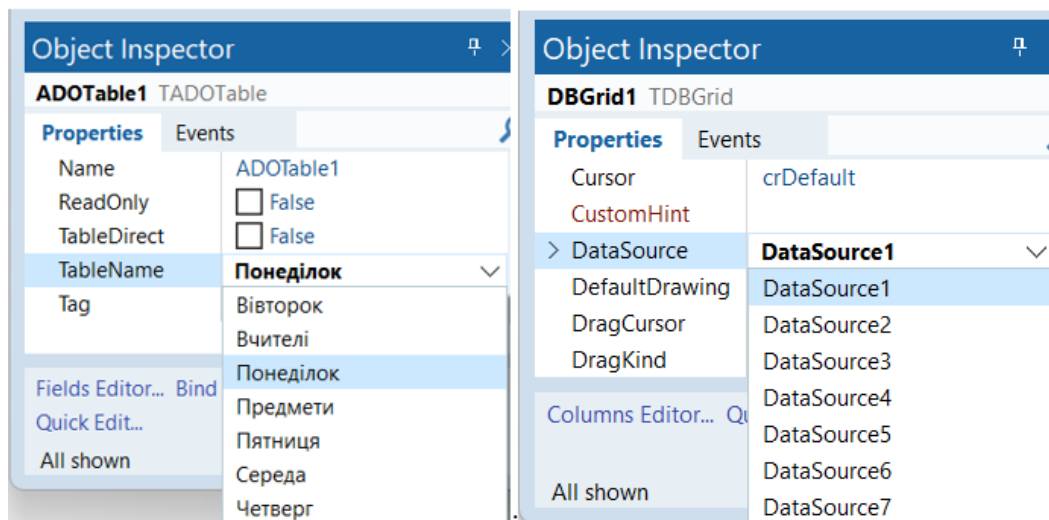 Object Inspector
ADOTable1 TADOTable
Properties Events
Name ADOTable1
ReadOnly False
TableDirect False
TableName Понеділок
Tag Вівторок
Вчителі
Понеділок
Предмети
Пятниця
Середа
Четверг
Fields Editor... Bind
Quick Edit...
All shown
.
Object Inspector
DBGrid1 TDBGrid
Properties Events
Cursor crDefault
CustomHint
DataSource DataSource1
DefaultDrawing DataSource1
DragCursor DataSource2
DragKind DataSource3
DataSource4
DataSource5
DataSource6
DataSource7
Columns Editor... Qu
All shown